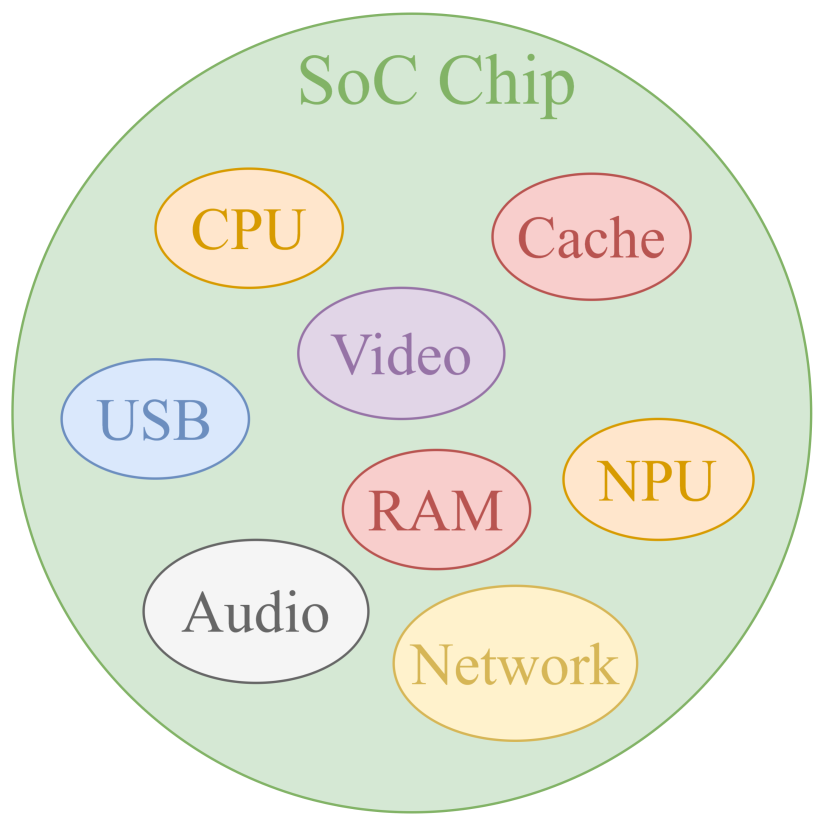 SoC Chip
CPU
Cache
Video
USB
NPU
RAM
Audio
Network